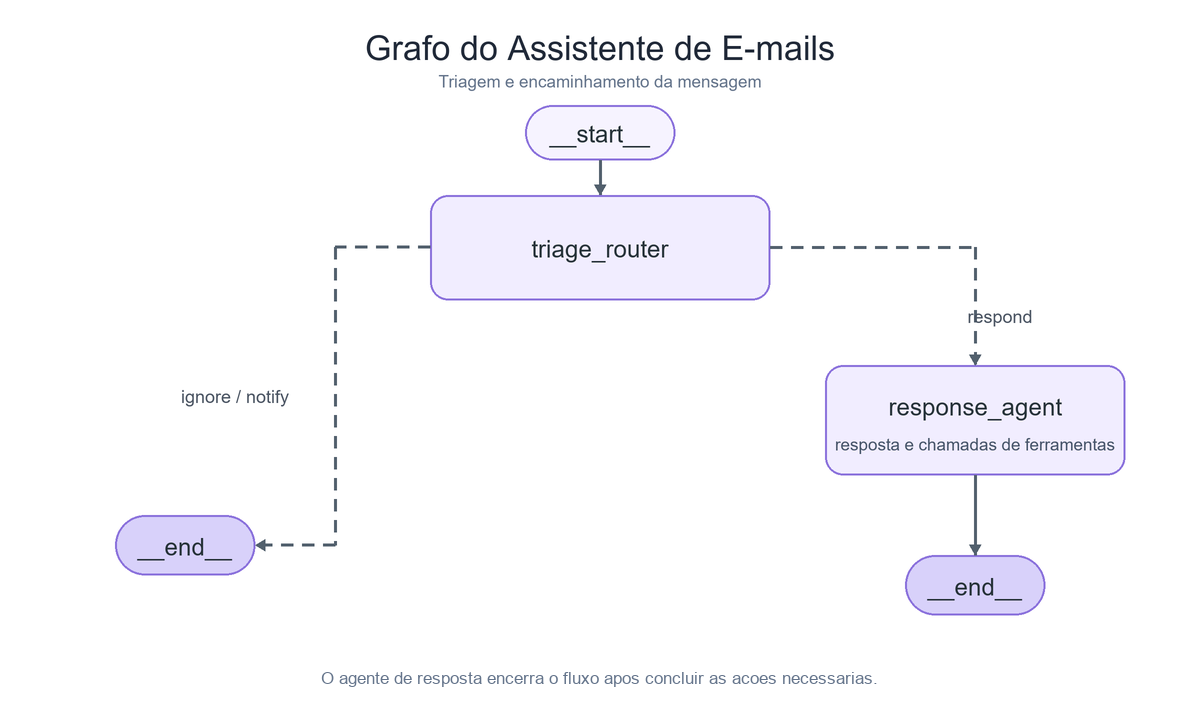 Grafo do Assistente de E-mails
Triagem e encaminhamento da mensagem
__start__
triage_router
respond
ignore / notify
response_agent
resposta e chamadas de ferramentas
__end__
__end__
O agente de resposta encerra o fluxo apos concluir as acoes necessarias.